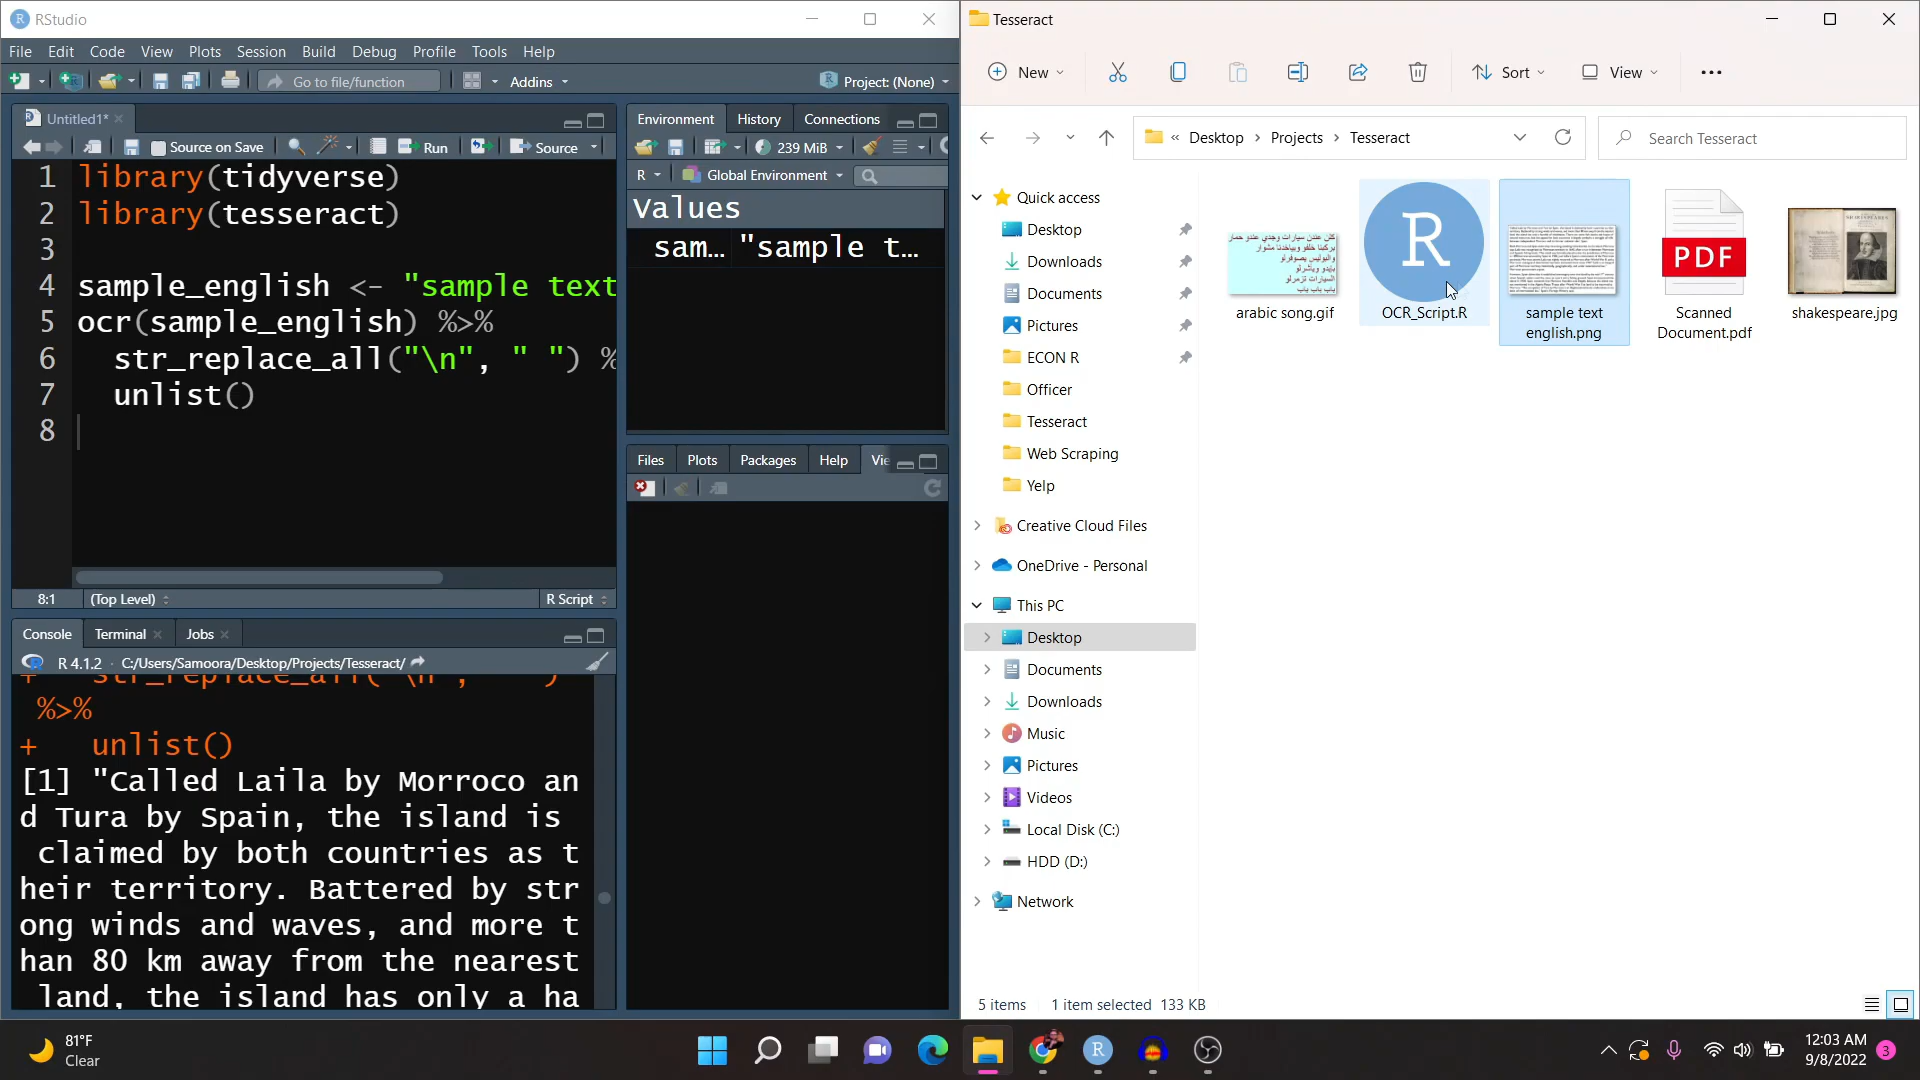 RStudio
File Edit Code View Plots Session Build Debug Profile Tools Help
Go to file/function
Addins
Project: (None)
Untitled1*
Source on Save
Run
Source
1 library(tidyverse)
2 library(tesseract)
3
4 sample_english <- "sample text
5 ocr(sample_english) %>%
6 str_replace_all("\n", " ") %
7 unlist()
8
8:1 (Top Level) R Script
Console Terminal Jobs
R 4.1.2 · C:/Users/Samoora/Desktop/Projects/Tesseract/
+ str_replace_all("\n", " ")
%>%
+ unlist()
[1] "Called Laila by Morroco an
d Tura by Spain, the island is
claimed by both countries as t
heir territory. Battered by str
ong winds and waves, and more t
han 80 km away from the nearest
land, the island has only a ha
Environment History Connections
239 MiB
R Global Environment
Values
sam... "sample t...
Files Plots Packages Help Vie
Tesseract
New Sort View
« Desktop > Projects > Tesseract
Search Tesseract
Quick access
Desktop
Downloads
Documents
Pictures
ECON R
Officer
Tesseract
Web Scraping
Yelp
Creative Cloud Files
OneDrive - Personal
This PC
Desktop
Documents
Downloads
Music
Pictures
Videos
Local Disk (C:)
HDD (D:)
Network
arabic song.gif
R
OCR_Script.R
sample text
english.png
PDF
Scanned
Document.pdf
shakespeare.jpg
5 items 1 item selected 133 KB
81°F
Clear
12:03 AM
9/8/2022
3